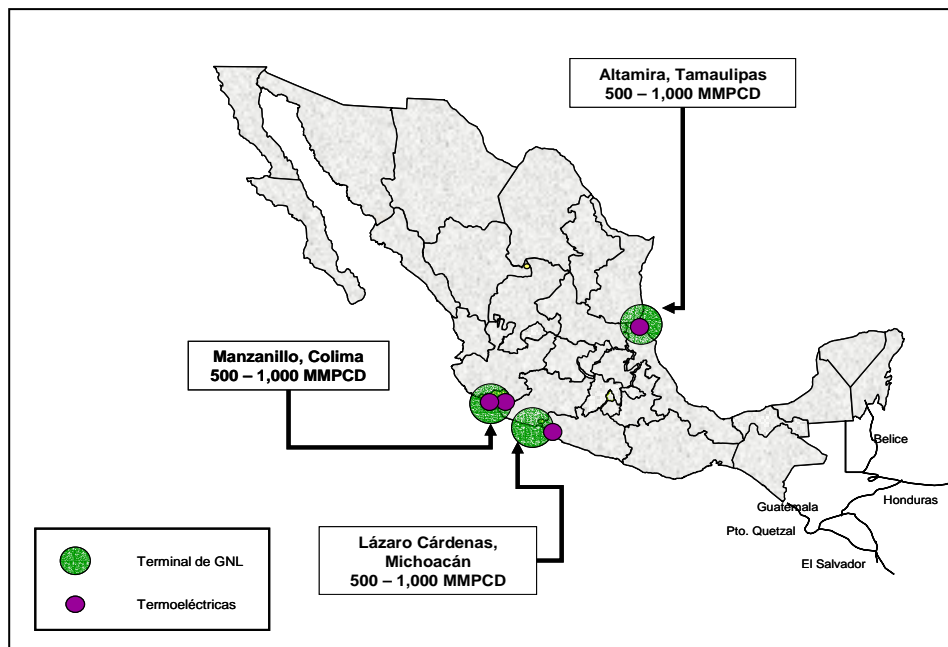 Altamira, Tamaulipas
500 – 1,000 MMPCD
Manzanillo, Colima
500 – 1,000 MMPCD
Belice
Honduras
Guatemala
Pto. Quetzal
El Salvador
Lázaro Cárdenas,
Michoacán
500 – 1,000 MMPCD
Terminal de GNL
Termoeléctricas